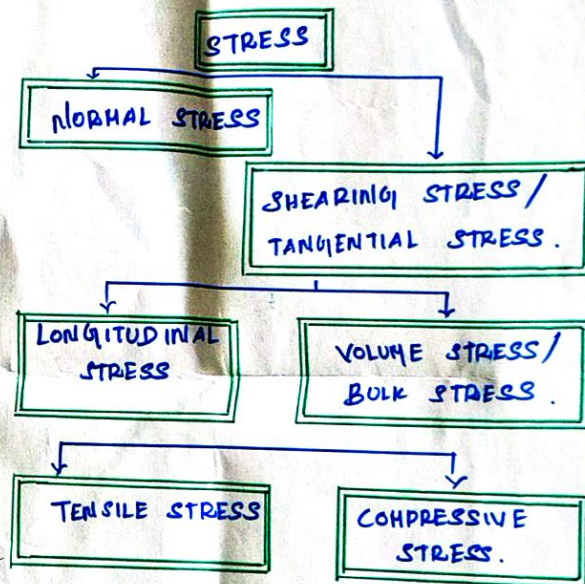 STRESS
NORMAL STRESS
SHEARING STRESS/
TANGENTIAL STRESS.
LONGITUDINAL
STRESS
VOLUME STRESS/
BULK STRESS.
TENSILE STRESS
COMPRESSIVE
STRESS.